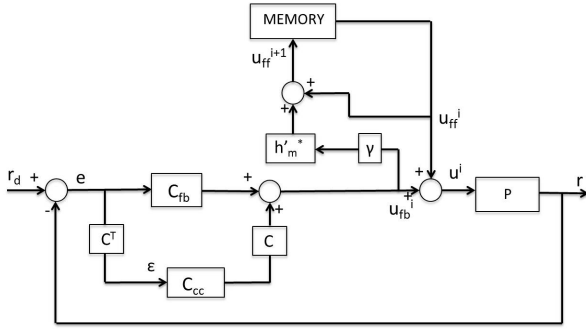 MEMORY
u_ff^i+1
+
+
h'_m^*
γ
u_ff^i
r_d
+
-
e
C_fb
+
+
+
+
u_fb^i
u^i
P
r
C^T
C
ε
C_cc